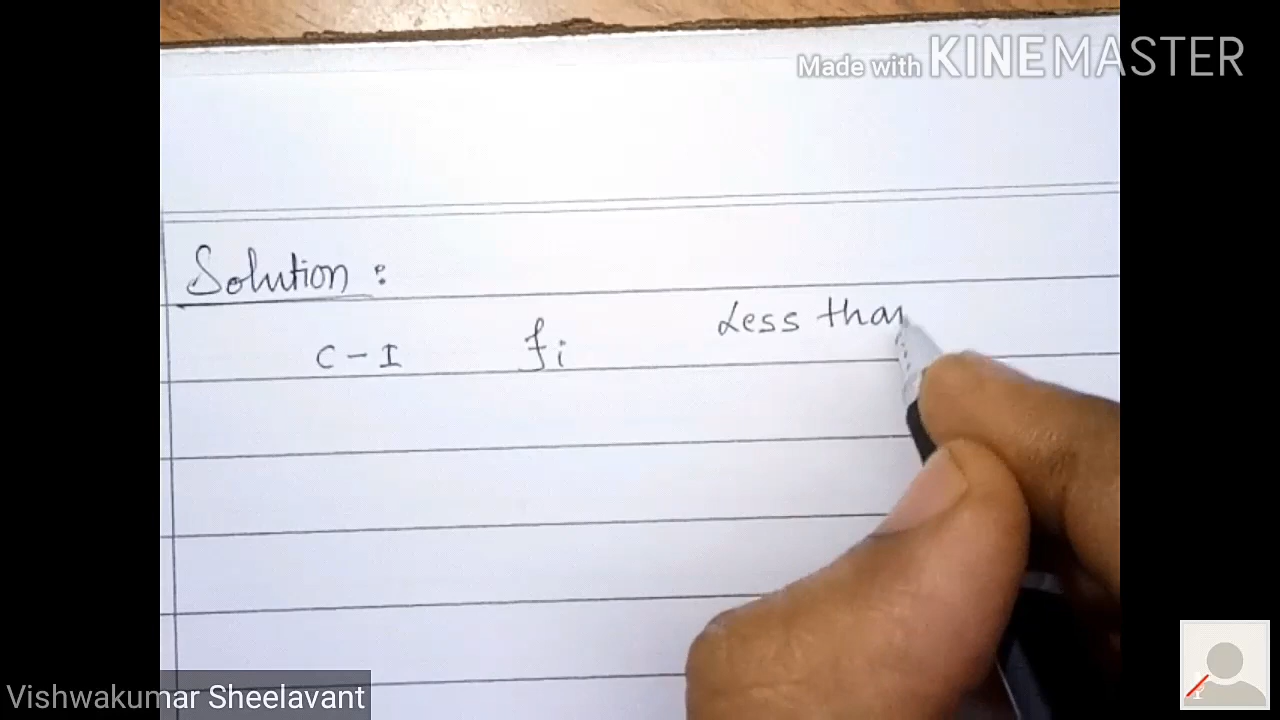 Made with KINEMASTER
Solution :
C - I fi Less than
Vishwakumar Sheelavant